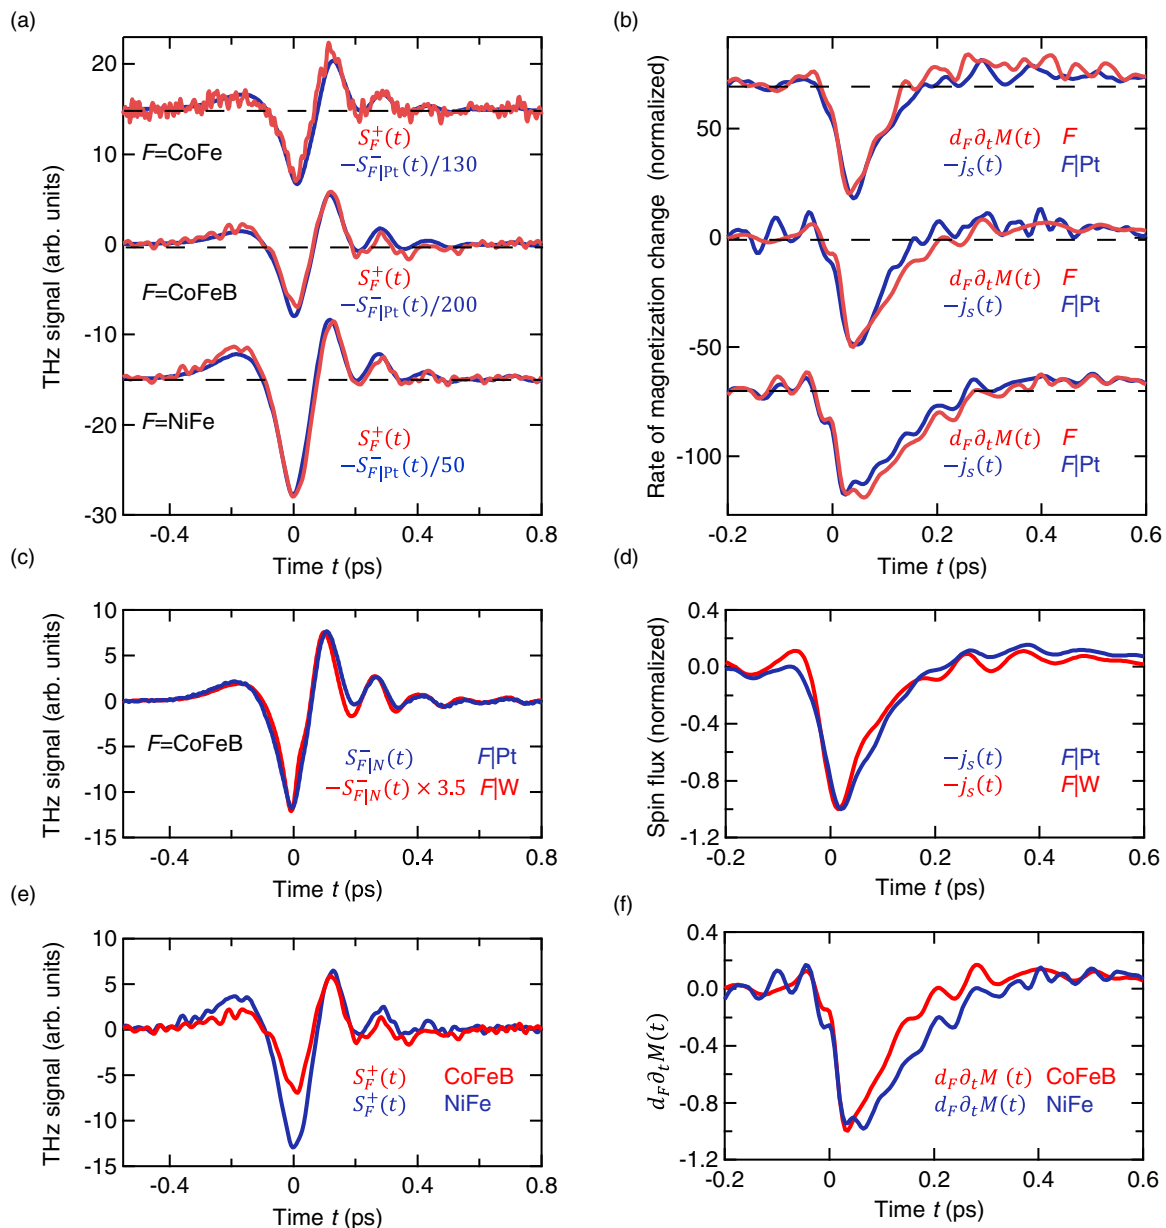 (a)
THz signal (arb. units)
20
10
0
-10
-20
-30
F=CoFe
S_F^+(t)
−S_{F|Pt}^−(t)/130
F=CoFeB
S_F^+(t)
−S_{F|Pt}^−(t)/200
F=NiFe
S_F^+(t)
−S_{F|Pt}^−(t)/50
-0.4 0 0.4 0.8
Time t (ps)
(b)
Rate of magnetization change (normalized)
50
0
-50
-100
d_F∂_tM(t) F
−j_s(t) F|Pt
d_F∂_tM(t) F
−j_s(t) F|Pt
d_F∂_tM(t) F
−j_s(t) F|Pt
-0.2 0 0.2 0.4 0.6
Time t (ps)
(c)
THz signal (arb. units)
10
5
0
-5
-10
-15
F=CoFeB
S_{F|N}^−(t) F|Pt
−S_{F|N}^−(t) × 3.5 F|W
-0.4 0 0.4 0.8
Time t (ps)
(d)
Spin flux (normalized)
0.4
0.0
-0.4
-0.8
-1.2
−j_s(t) F|Pt
−j_s(t) F|W
-0.2 0 0.2 0.4 0.6
Time t (ps)
(e)
THz signal (arb. units)
10
5
0
-5
-10
-15
S_F^+(t) CoFeB
S_F^+(t) NiFe
-0.4 0 0.4 0.8
Time t (ps)
(f)
d_F∂_tM(t)
0.4
0.0
-0.4
-0.8
-1.2
d_F∂_tM (t) CoFeB
d_F∂_tM(t) NiFe
-0.2 0 0.2 0.4 0.6
Time t (ps)